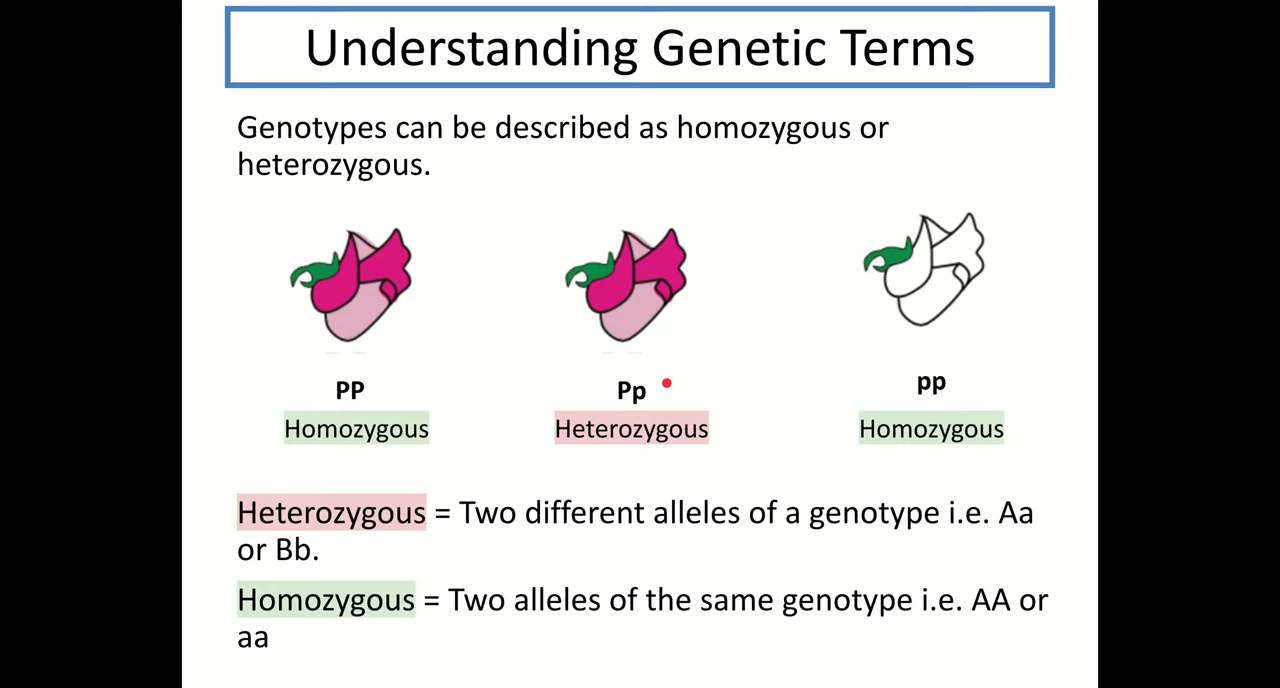 Understanding Genetic Terms
Genotypes can be described as homozygous or
heterozygous.
PP
Pp
pp
Homozygous
Heterozygous
Homozygous
Heterozygous = Two different alleles of a genotype i.e. Aa
or Bb.
Homozygous = Two alleles of the same genotype i.e. AA or
aa